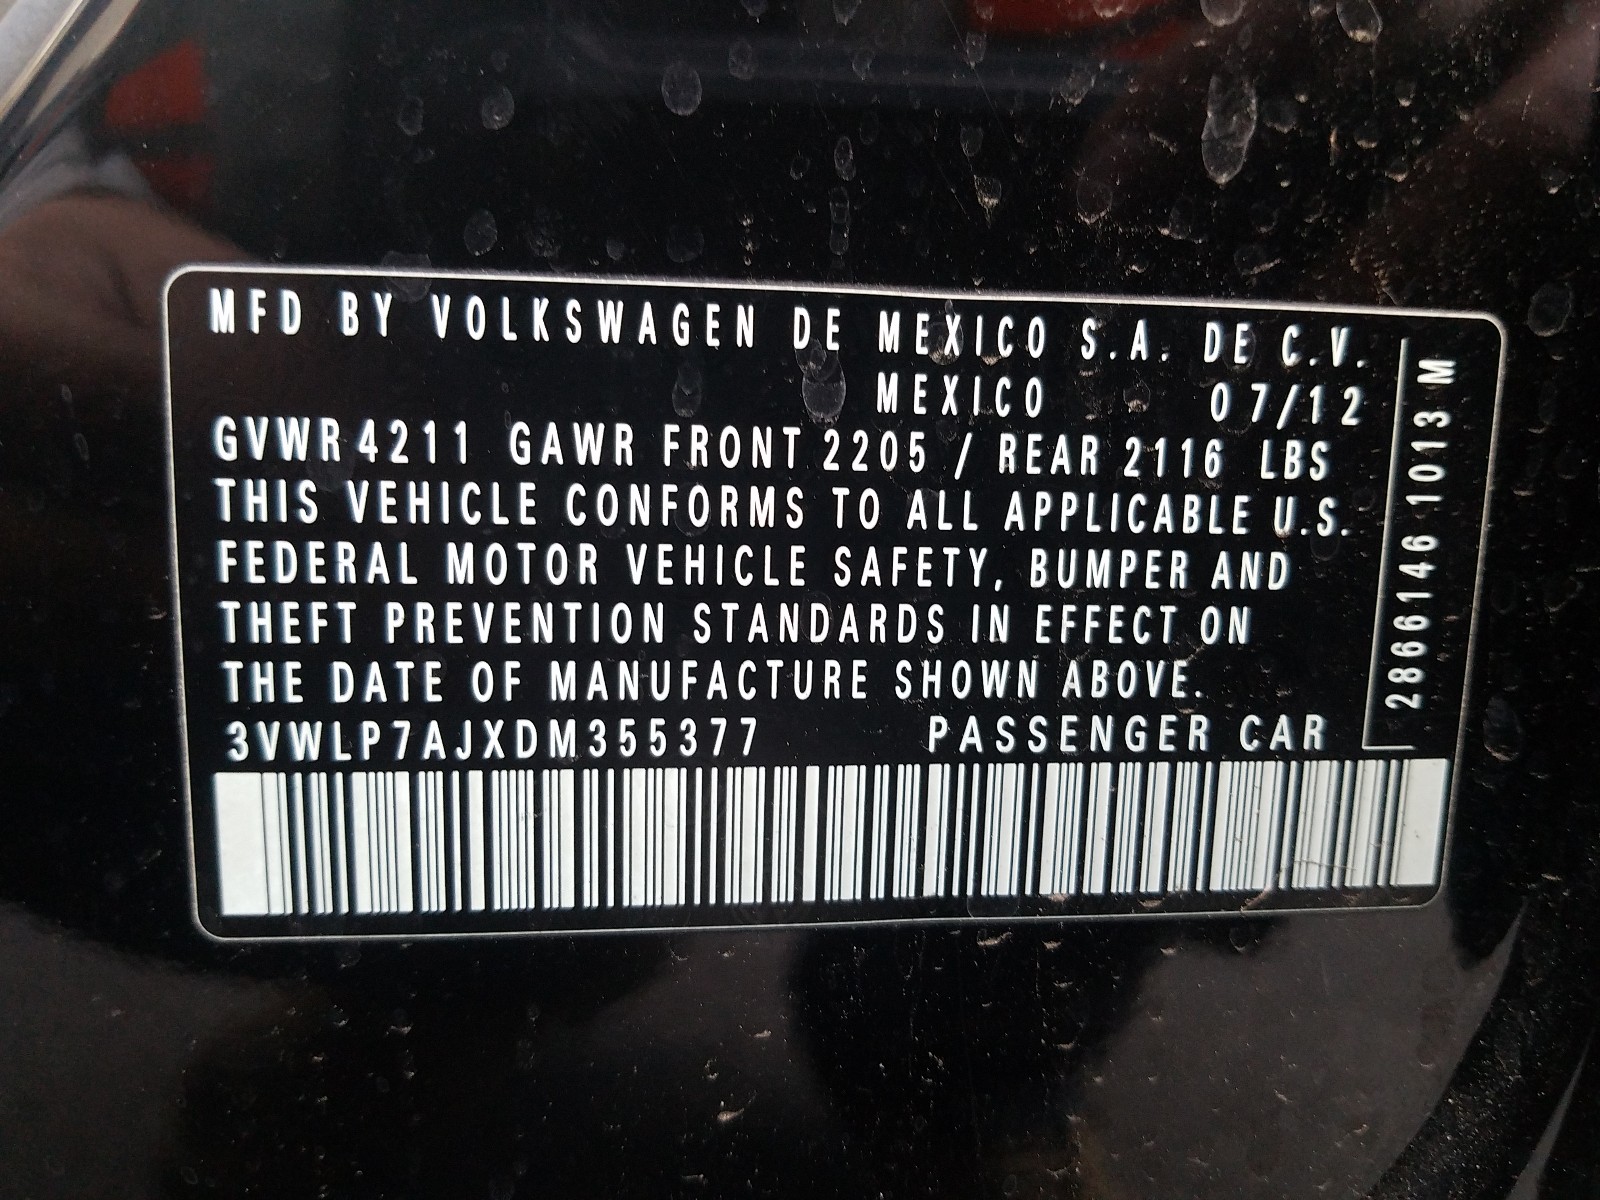 MFD BY VOLKSWAGEN DE MEXICO S.A. DE C.V.
MEXICO 07/12
GVWR 4211 GAWR FRONT 2205 / REAR 2116 LBS
THIS VEHICLE CONFORMS TO ALL APPLICABLE U.S.
FEDERAL MOTOR VEHICLE SAFETY, BUMPER AND
THEFT PREVENTION STANDARDS IN EFFECT ON
THE DATE OF MANUFACTURE SHOWN ABOVE.
3VWLP7AJXDM355377 PASSENGER CAR
2866146 1013 M